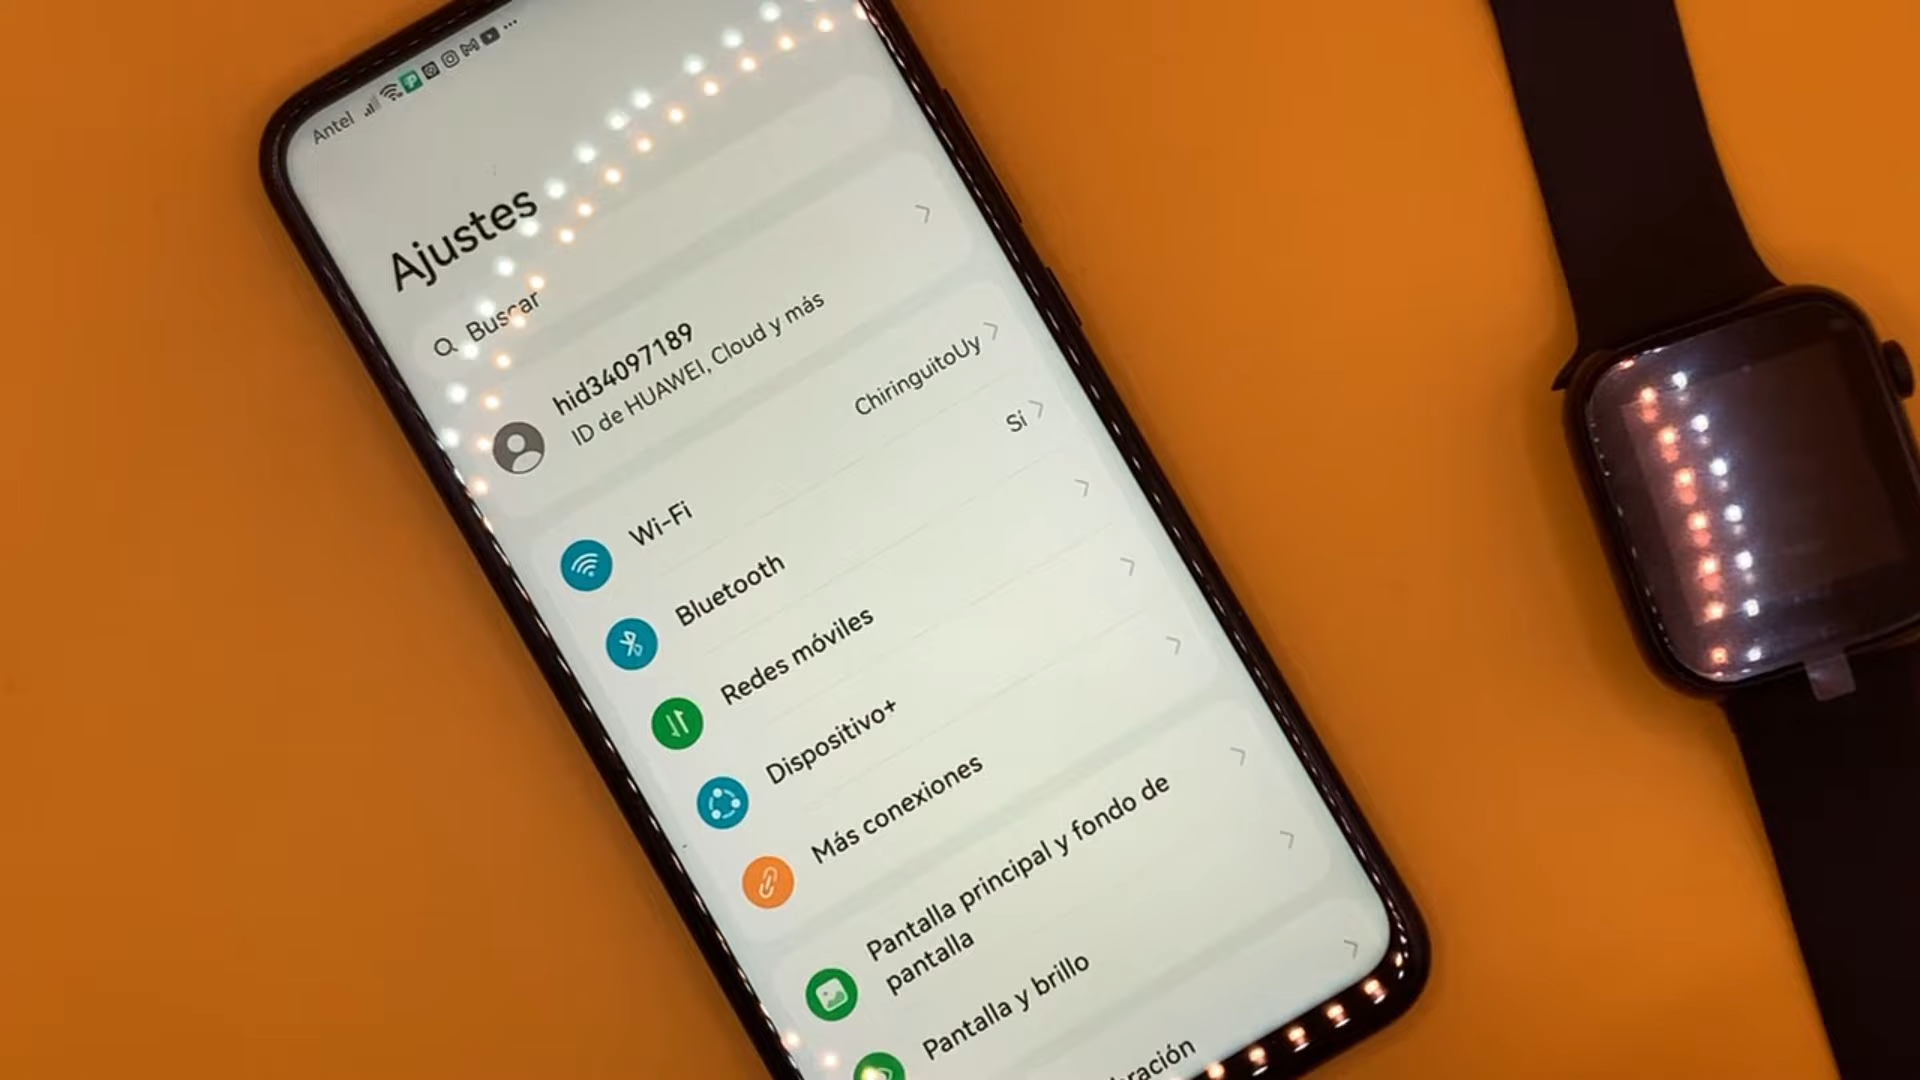 Antel
Ajustes
Buscar
hid34097189
ID de HUAWEI, Cloud y más
Wi-Fi
ChiringuitoUy
Bluetooth
Si
Redes móviles
Dispositivo+
Más conexiones
Pantalla principal y fondo de
pantalla
Pantalla y brillo